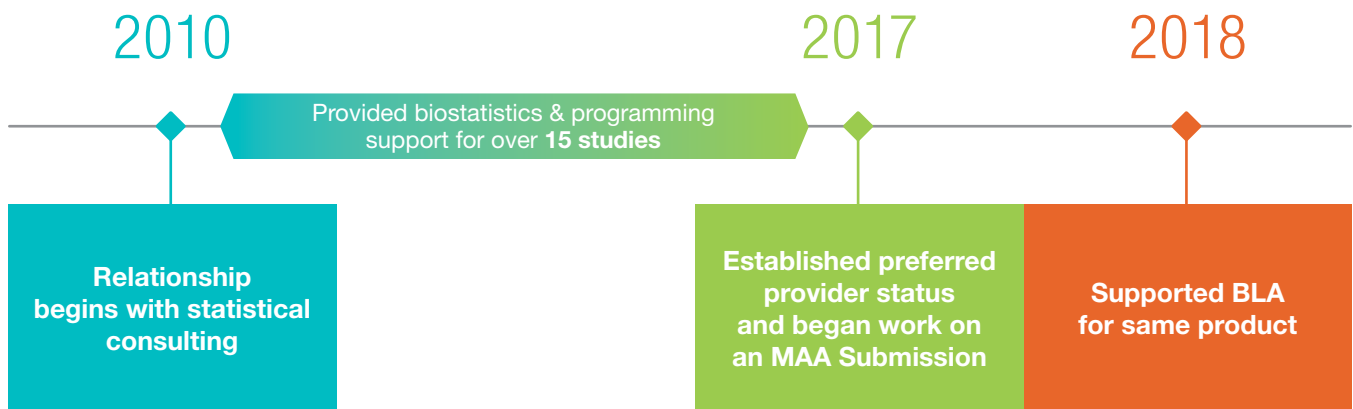 2010
2017
2018
Provided biostatistics & programming
support for over 15 studies
Relationship
begins with statistical
consulting
Established preferred
provider status
and began work on
an MAA Submission
Supported BLA
for same product